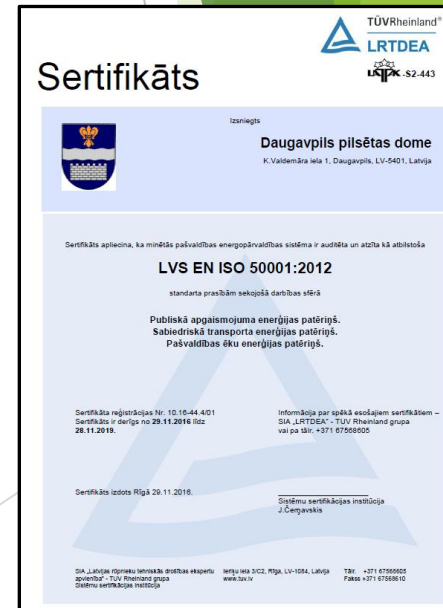 TÜVRheinland®
LRTDEA
-S2-443
Sertifikāts
Izsniegts
Daugavpils pilsētas dome
K.Valdemāra iela 1, Daugavpils, LV-5401, Latvija
Sertifikāts apliecina, ka minētās pašvaldības energopārvaldības sistēma ir auditēta un atzīta kā atbilstoša
LVS EN ISO 50001:2012
standarta prasībām sekojošā darbības sfērā
Publiskā apgaismojuma enerģijas patēriņš.
Sabiedriskā transporta enerģijas patēriņš.
Pašvaldības ēku enerģijas patēriņš.
Sertifikāta reģistrācijas Nr. 10.16-44.4/01
Sertifikāts ir derīgs no 29.11.2016 līdz
28.11.2019.
Informācija par spēkā esošajiem sertifikātiem –
SIA „LRTDEA" - TUV Rheinland grupa
vai pa tālr. +371 67568605
Sertifikāts izdots Rīgā 29.11.2016.
Sistēmu sertifikācijas institūcija
J.Čerņavskis
SIA „Latvijas rūpnieku tehniskās drošības ekspertu
apvienība" - TUV Rheinland grupa
Sistēmu sertifikācijas institūcija
iela 3/C2, Rīga, LV-1084, Latvija
www.tuv.lv
Tālr. +371 67568605
Fakss +371 67568610